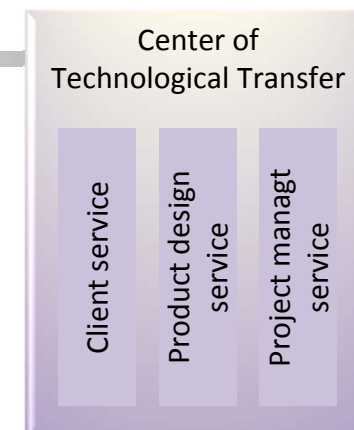 Center of
Technological Transfer
Client service
Product design
service
Project managt
service